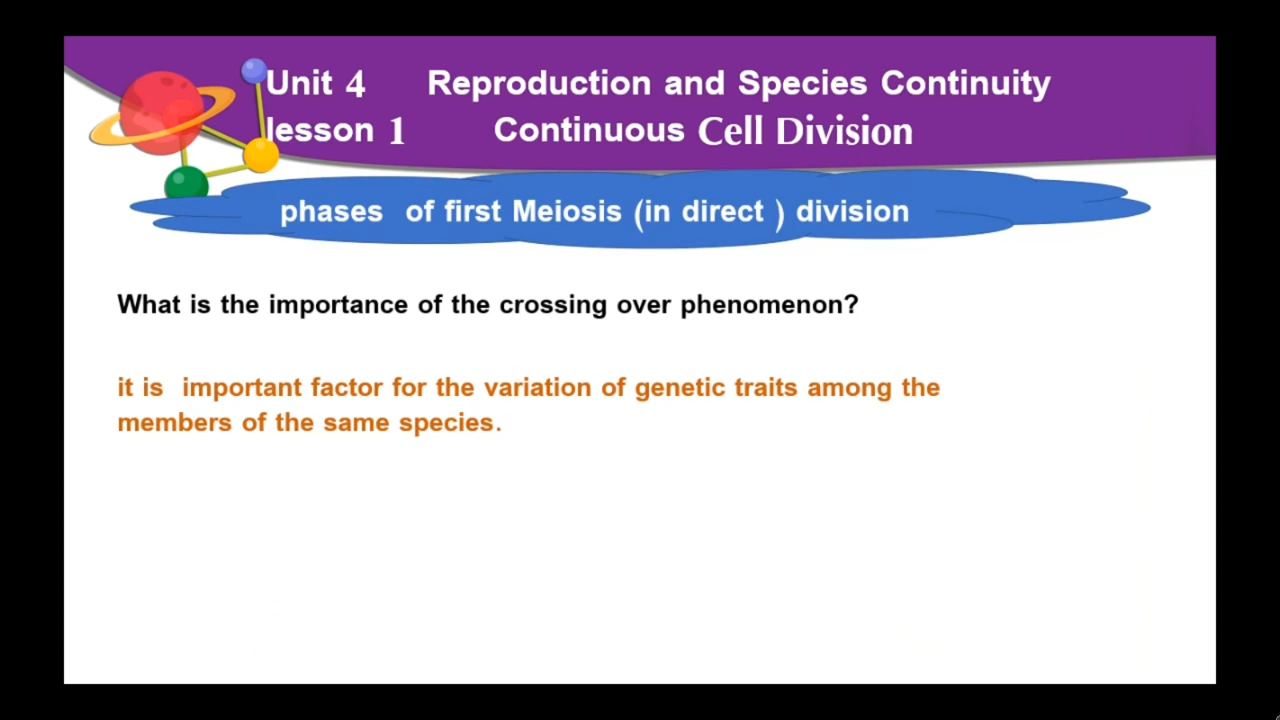 Unit 4 Reproduction and Species Continuity
lesson 1 Continuous Cell Division
phases of first Meiosis (in direct ) division
What is the importance of the crossing over phenomenon?
it is important factor for the variation of genetic traits among the
members of the same species.